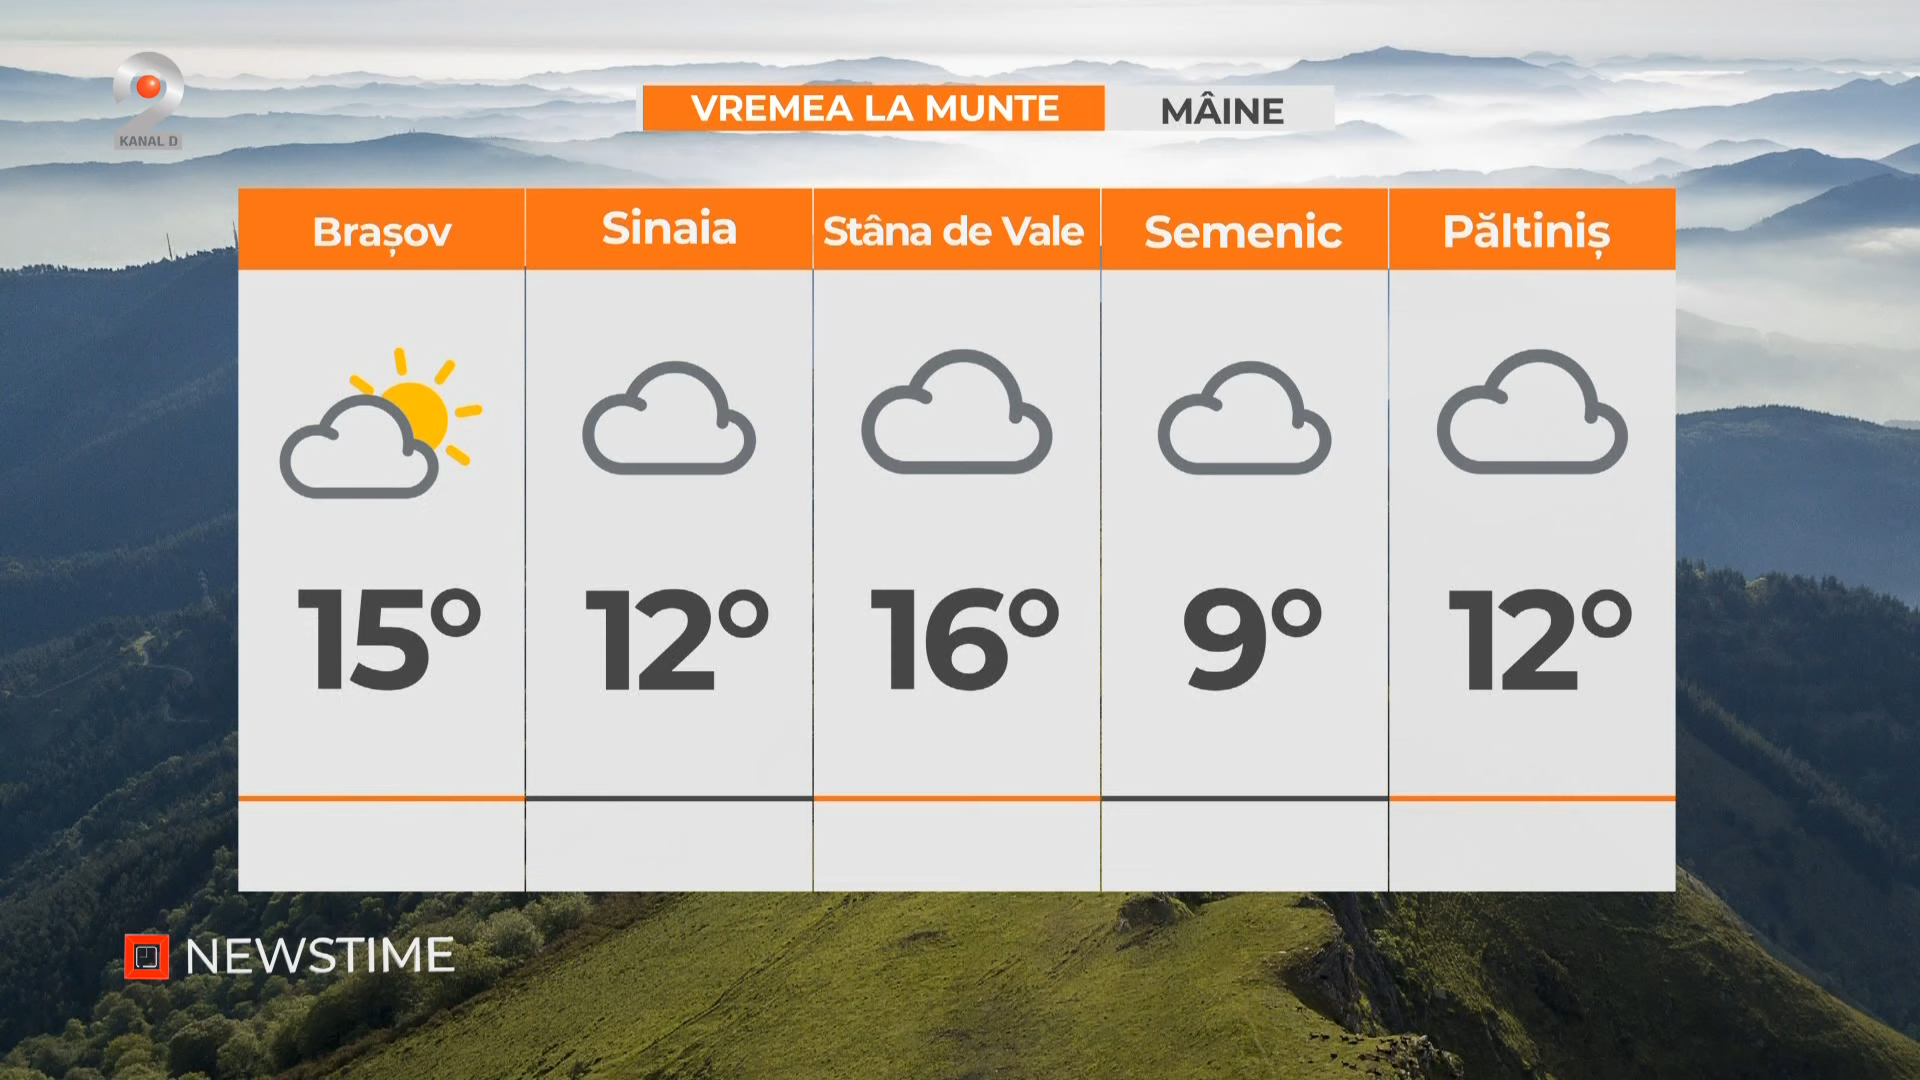 KANAL D
VREMEA LA MUNTE MÂINE
Brașov Sinaia Stâna de Vale Semenic Păltiniș
15° 12° 16° 9° 12°
NEWSTIME